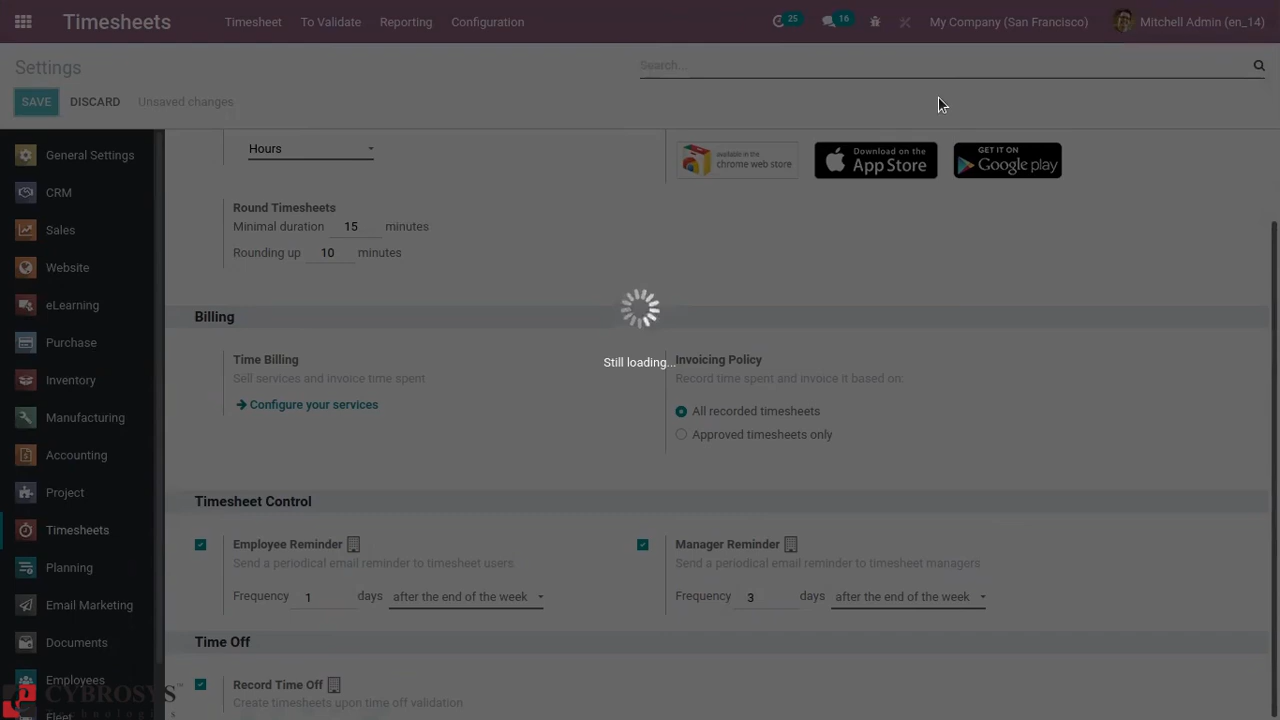 Timesheets Timesheet To Validate Reporting Configuration 25 16 My Company (San Francisco) Mitchell Admin (en_14)
Settings Search...
SAVE DISCARD Unsaved changes
General Settings
CRM
Sales
Website
eLearning
Purchase
Inventory
Manufacturing
Accounting
Project
Timesheets
Planning
Email Marketing
Documents
Employees
Fleet
Hours
available in the
chrome web store
Download on the
App Store
GET IT ON
Google play
Round Timesheets
Minimal duration 15 minutes
Rounding up 10 minutes
Billing
Time Billing
Sell services and invoice time spent
Configure your services
Still loading...
Invoicing Policy
Record time spent and invoice it based on:
All recorded timesheets
Approved timesheets only
Timesheet Control
Employee Reminder
Send a periodical email reminder to timesheet users
Frequency 1 days after the end of the week
Manager Reminder
Send a periodical email reminder to timesheet managers
Frequency 3 days after the end of the week
Time Off
Record Time Off
Create timesheets upon time off validation
CYBROSYS™
Technologies